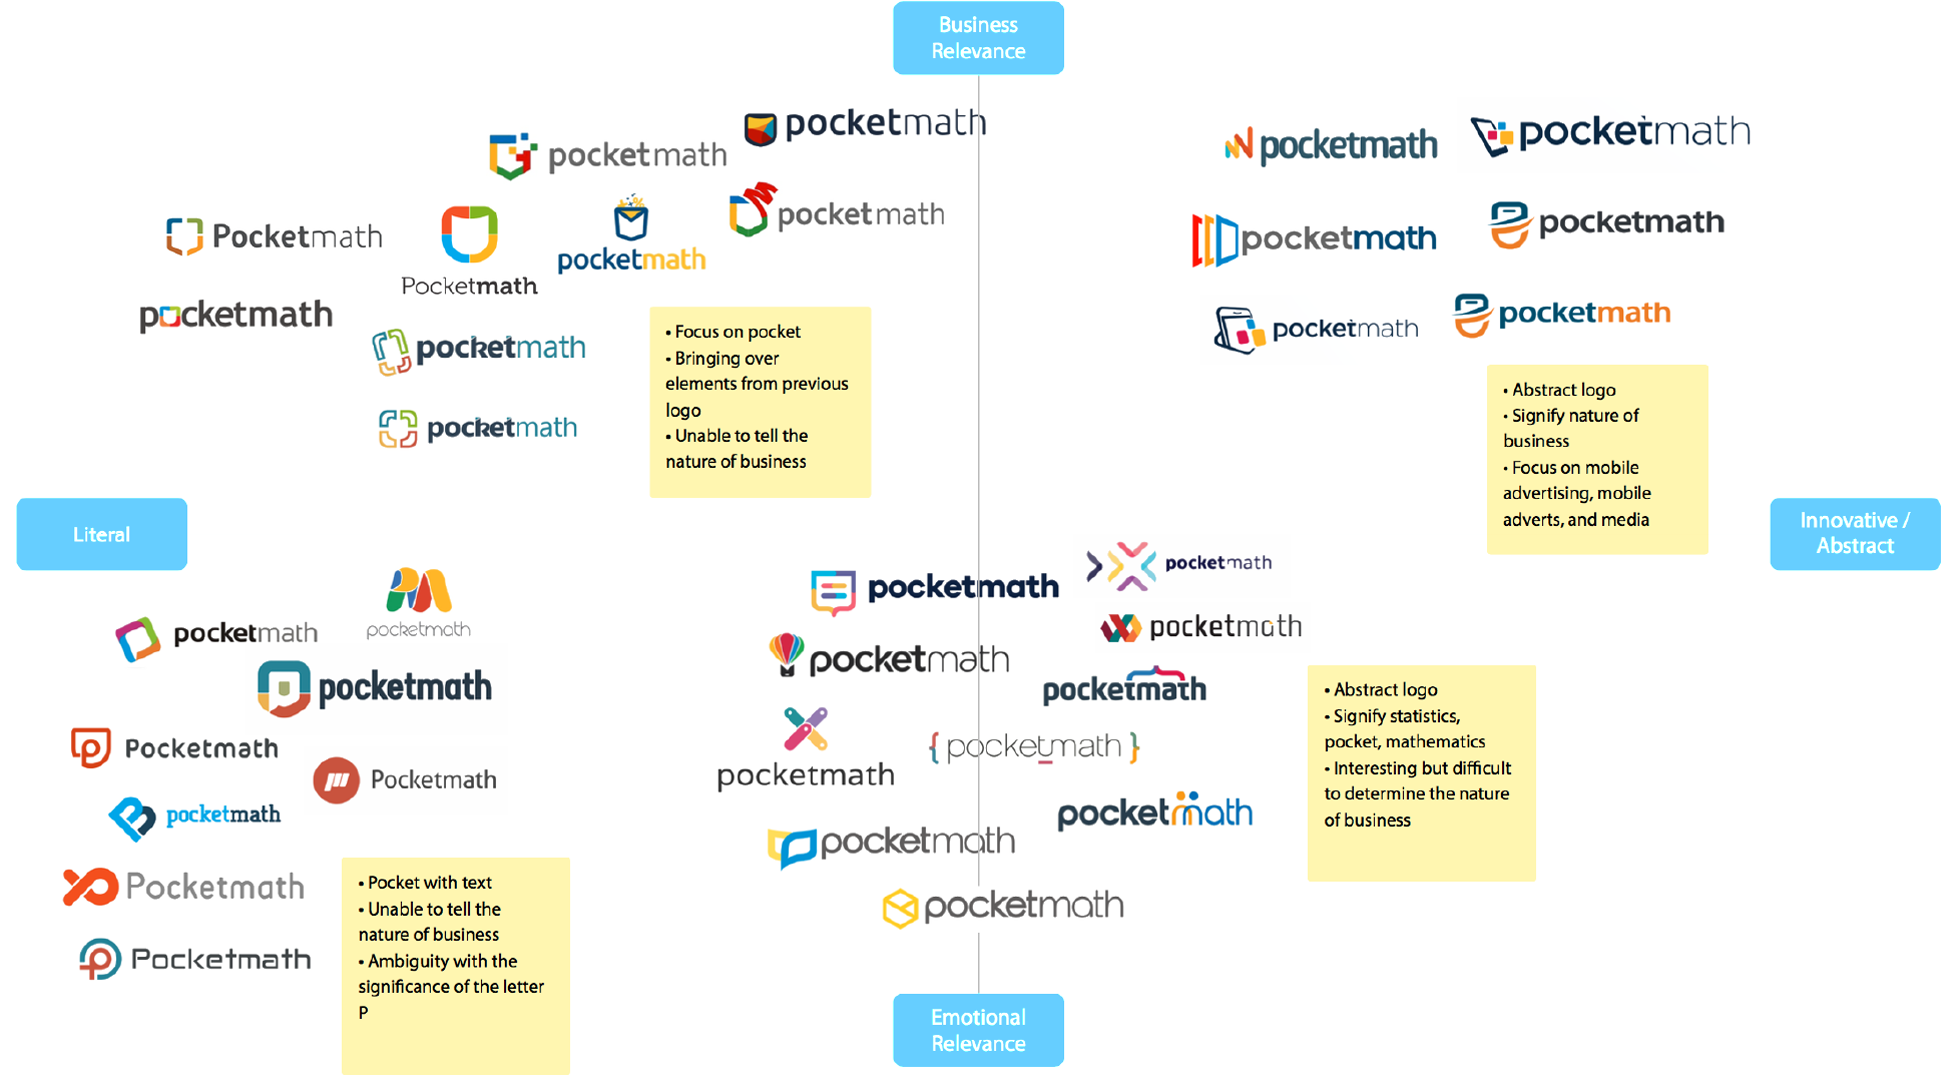 Business
Relevance
pocketmath
pocketmath
pocketmath
pocketmath
Pocketmath
Pocketmath
pocketmath
pocketmath
pocketmath
pocketmath
pocketmath
• Focus on pocket
• Bringing over
elements from previous
logo
• Unable to tell the
nature of business
pocketmath
pocketmath
pocketmath
pocketmath
pocketmath
pocketmath
• Abstract logo
• Signify nature of
business
• Focus on mobile
advertising, mobile
adverts, and media
Literal
Innovative /
Abstract
pocketmath
pocketmath
pocketmath
Pocketmath
Pocketmath
pocketmath
Pocketmath
Pocketmath
• Pocket with text
• Unable to tell the
nature of business
• Ambiguity with the
significance of the letter
P
pocketmath
pocketmath
pocketmath
pocketmath
pocketmath
pocketmath
{pocketmath}
pocketmath
pocketmath
pocketmath
• Abstract logo
• Signify statistics,
pocket, mathematics
• Interesting but difficult
to determine the nature
of business
Emotional
Relevance